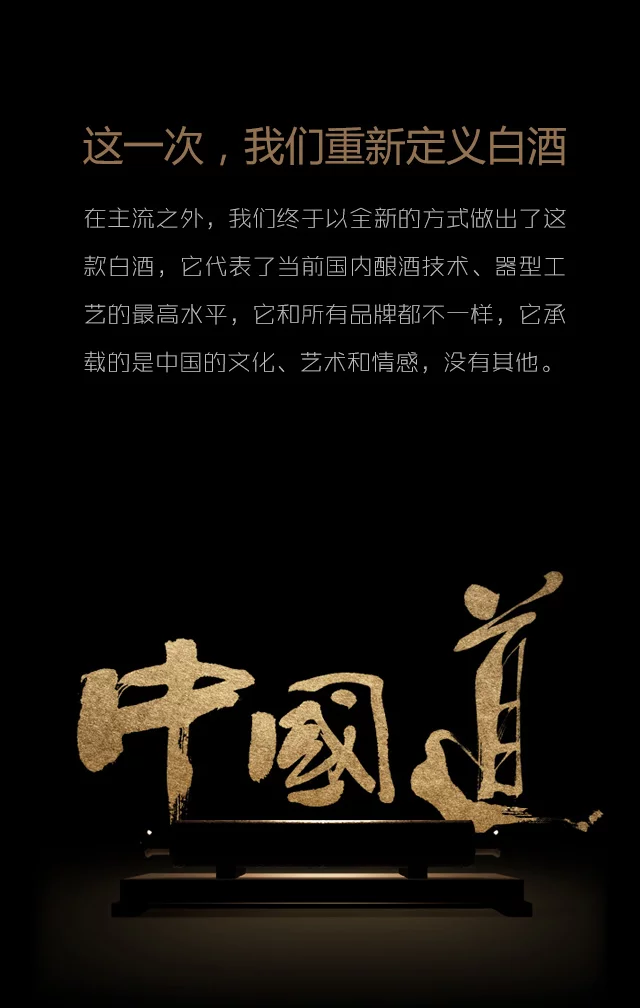 这一次，我们重新定义白酒
在主流之外，我们终于以全新的方式做出了这
款白酒，它代表了当前国内酿酒技术、器型工
艺的最高水平，它和所有品牌都不一样，它承
载的是中国的文化、艺术和情感，没有其他。
中國道